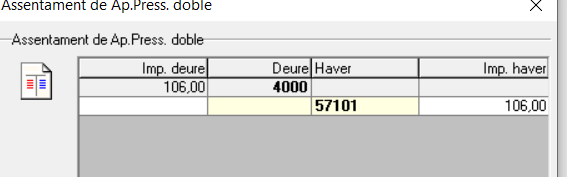 Assentament de Ap.Press. doble
Assentament de Ap.Press. doble
Imp. deure Deure Haver Imp. haver
106,00 4000
57101 106,00